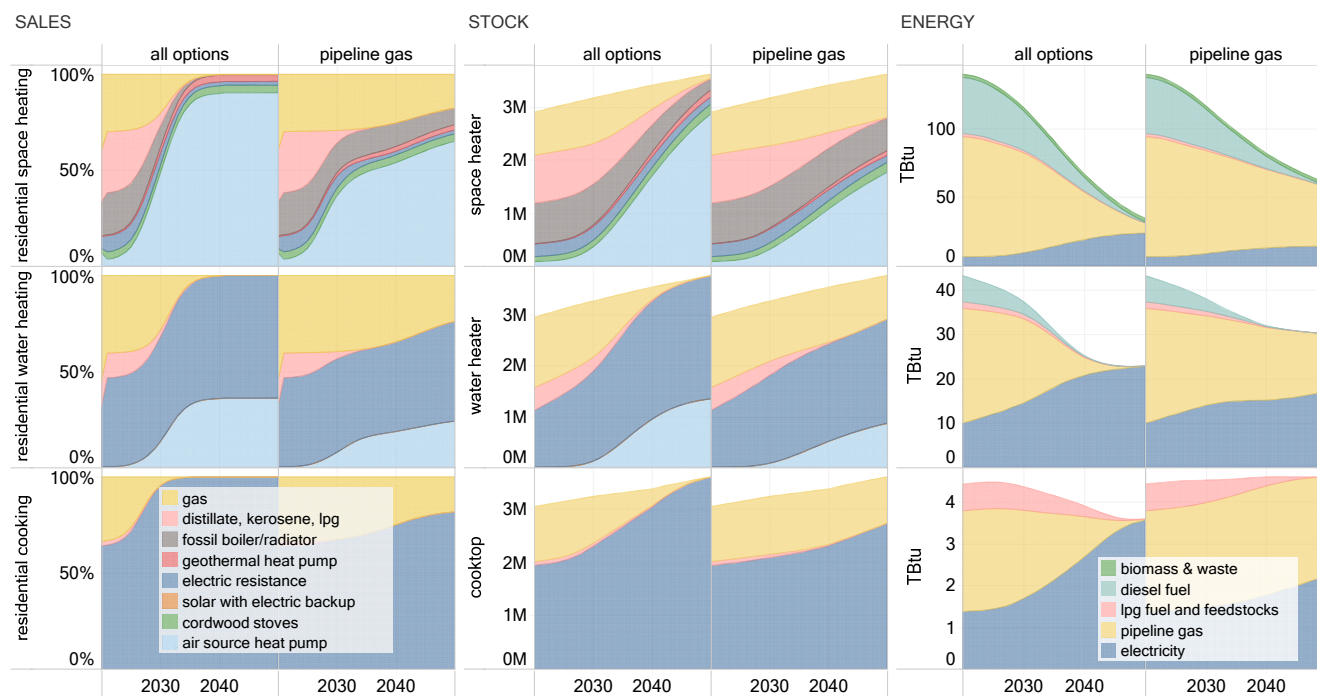 SALES
STOCK
ENERGY
all options
pipeline gas
all options
pipeline gas
all options
pipeline gas
residential space heating
100%
50%
0%
space heater
3M
2M
1M
0M
TBtu
100
50
0
residential water heating
100%
50%
0%
water heater
3M
2M
1M
0M
TBtu
40
30
20
10
0
residential cooking
100%
50%
0%
gas
distillate, kerosene, lpg
fossil boiler/radiator
geothermal heat pump
electric resistance
solar with electric backup
cordwood stoves
air source heat pump
cooktop
3M
2M
1M
0M
TBtu
4
3
2
1
0
biomass & waste
diesel fuel
lpg fuel and feedstocks
pipeline gas
electricity
2030 2040
2030 2040
2030 2040
2030 2040
2030 2040
2030 2040